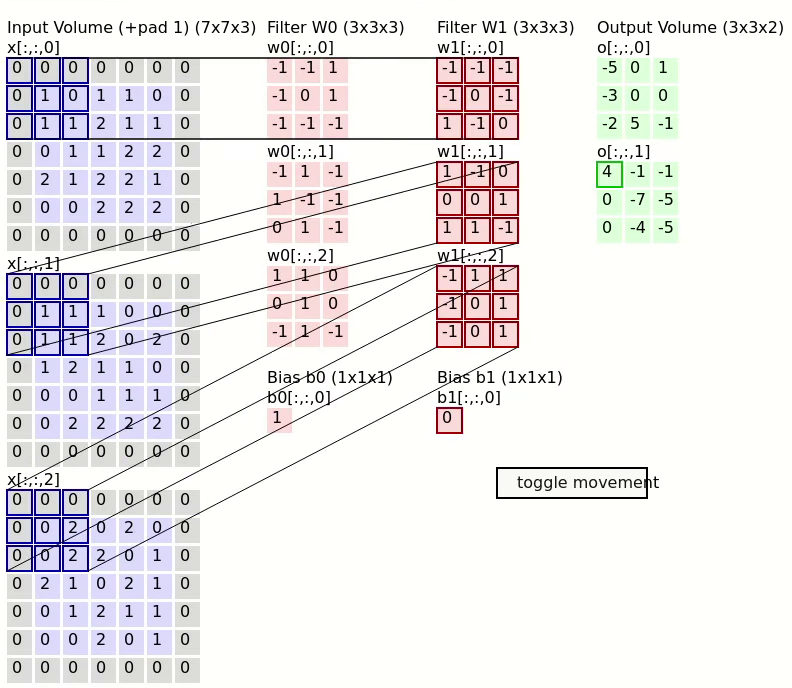 Input Volume (+pad 1) (7x7x3)
x[:,:,0]
0 0 0 0 0 0 0
0 1 0 1 1 0 0
0 1 1 2 1 1 0
0 0 1 1 2 2 0
0 2 1 2 2 1 0
0 0 0 2 2 2 0
0 0 0 0 0 0 0
x[:,:,1]
0 0 0 0 0 0 0
0 1 1 1 0 0 0
0 1 1 2 0 2 0
0 1 2 1 1 0 0
0 0 0 1 1 1 0
0 0 2 2 2 2 0
0 0 0 0 0 0 0
x[:,:,2]
0 0 0 0 0 0 0
0 0 2 0 2 0 0
0 0 2 2 0 1 0
0 2 1 0 2 1 0
0 0 1 2 1 1 0
0 0 0 2 0 1 0
0 0 0 0 0 0 0
Filter W0 (3x3x3)
w0[:,:,0]
-1 -1 1
-1 0 1
-1 -1 -1
w0[:,:,1]
-1 1 -1
1 -1 -1
0 1 -1
w0[:,:,2]
1 1 0
0 1 0
-1 1 -1
Bias b0 (1x1x1)
b0[:,:,0]
1
Filter W1 (3x3x3)
w1[:,:,0]
-1 -1 -1
-1 0 -1
1 -1 0
w1[:,:,1]
1 -1 0
0 0 1
1 1 -1
w1[:,:,2]
-1 1 1
-1 0 1
-1 0 1
Bias b1 (1x1x1)
b1[:,:,0]
0
Output Volume (3x3x2)
o[:,:,0]
-5 0 1
-3 0 0
-2 5 -1
o[:,:,1]
4 -1 -1
0 -7 -5
0 -4 -5
toggle movement